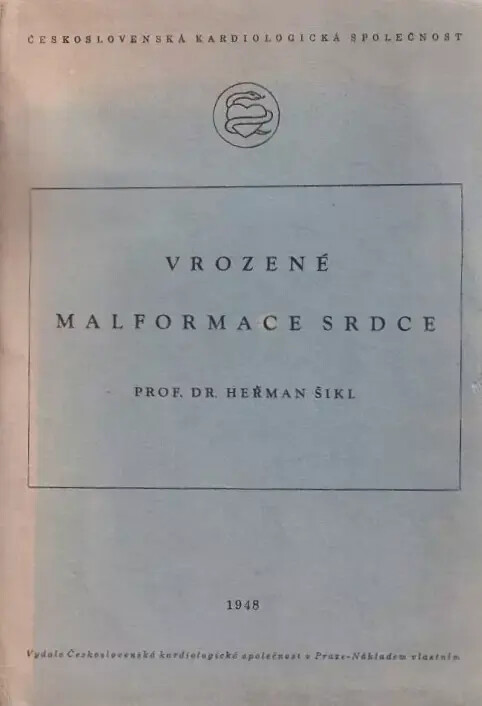 ČESKOSLOVENSKÁ KARDIOLOGICKÁ SPOLEČNOST
VROZENÉ
MALFORMACE SRDCE
PROF. DR. HEŘMAN ŠIKL
1948
Vydala Československá kardiologická společnost v Praze-Nákladem vlastním